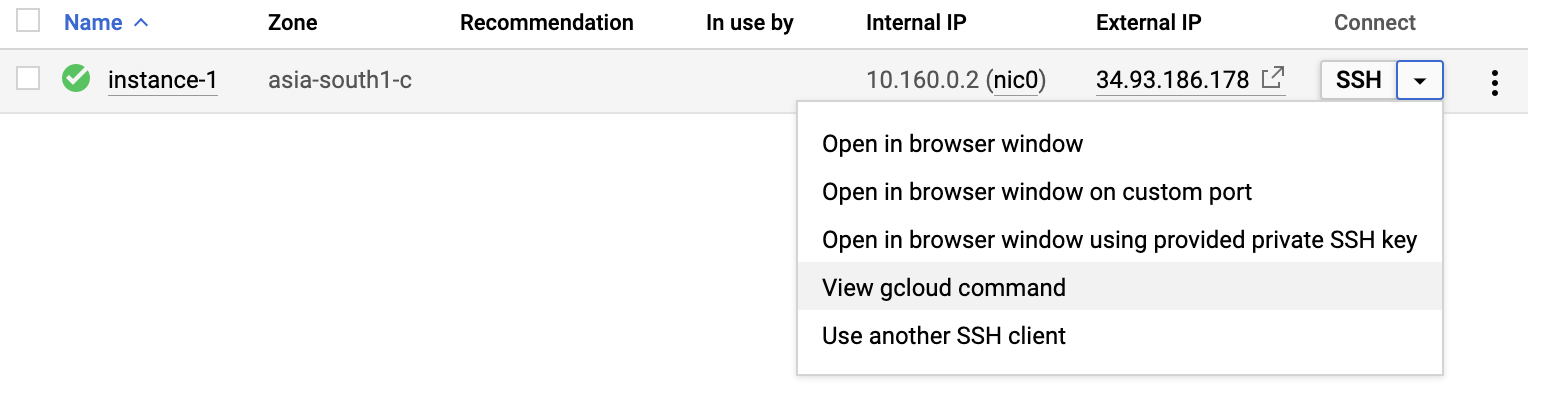 Name Zone Recommendation In use by Internal IP External IP Connect
instance-1 asia-south1-c 10.160.0.2 (nic0) 34.93.186.178 SSH
Open in browser window
Open in browser window on custom port
Open in browser window using provided private SSH key
View gcloud command
Use another SSH client